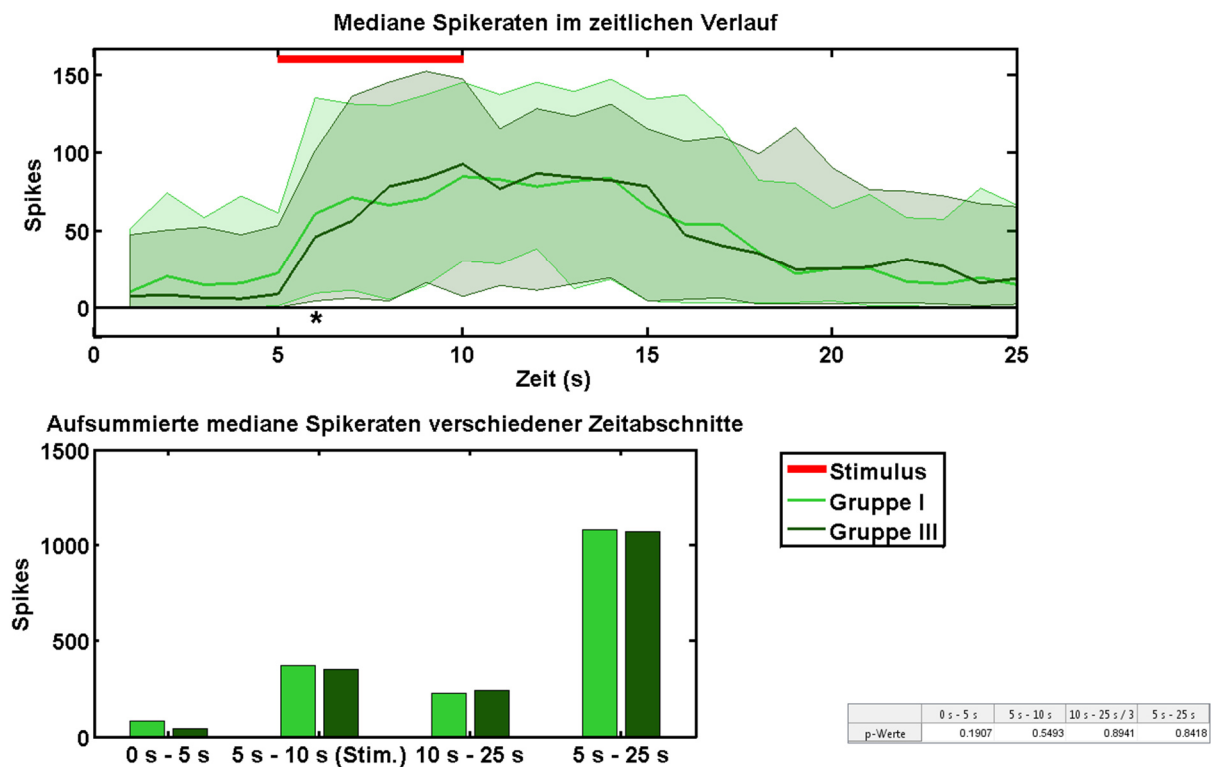 Mediane Spikeraten im zeitlichen Verlauf
150
100
50
0
Spikes
*
0 5 10 15 20 25
Zeit (s)
Aufsummierte mediane Spikeraten verschiedener Zeitabschnitte
1500
1000
500
0
Spikes
0 s - 5 s 5 s - 10 s (Stim.) 10 s - 25 s 5 s - 25 s
Stimulus
Gruppe I
Gruppe III
0 s - 5 s 5 s - 10 s 10 s - 25 s / 3 5 s - 25 s
p-Werte 0.1907 0.5493 0.8941 0.8418